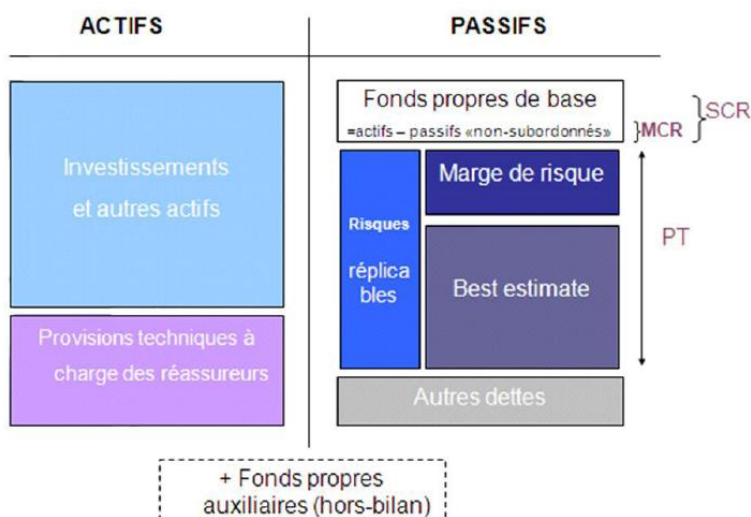 ACTIFS
PASSIFS
Investissements
et autres actifs
Provisions techniques à
charge des réassureurs
Fonds propres de base
=actifs – passifs «non-subordonnés»
MCR
SCR
Risques
réplica
bles
Marge de risque
Best estimate
PT
Autres dettes
+ Fonds propres
auxiliaires (hors-bilan)